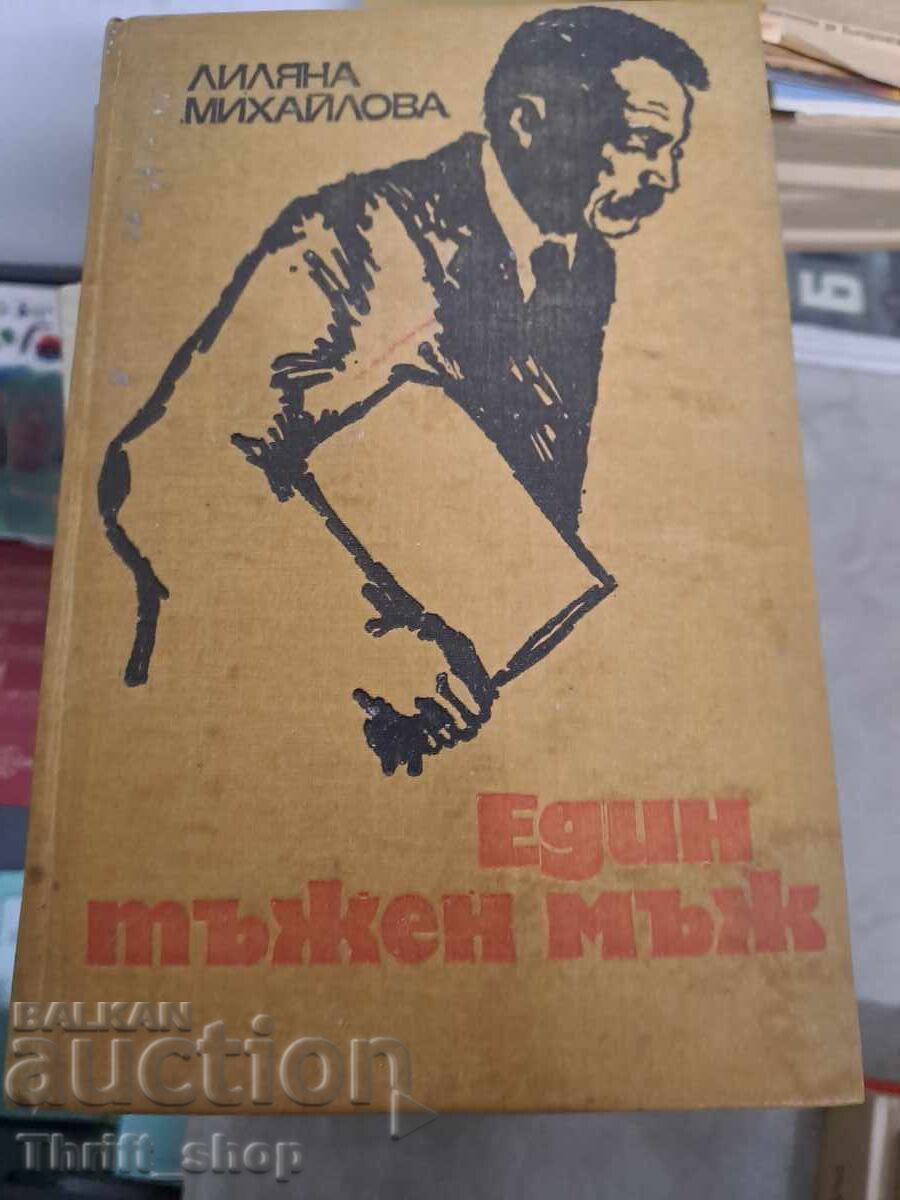 ЛИЛЯНА
МИХАЙЛОВА
Б
Един
тъжен мъж
BALKAN
auction
Thrift_shop